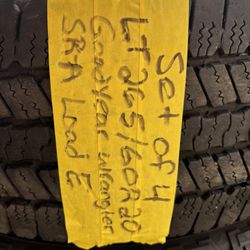 Set of 4
LT 265/60R20
Goodyear Wrangler
SRA Load E